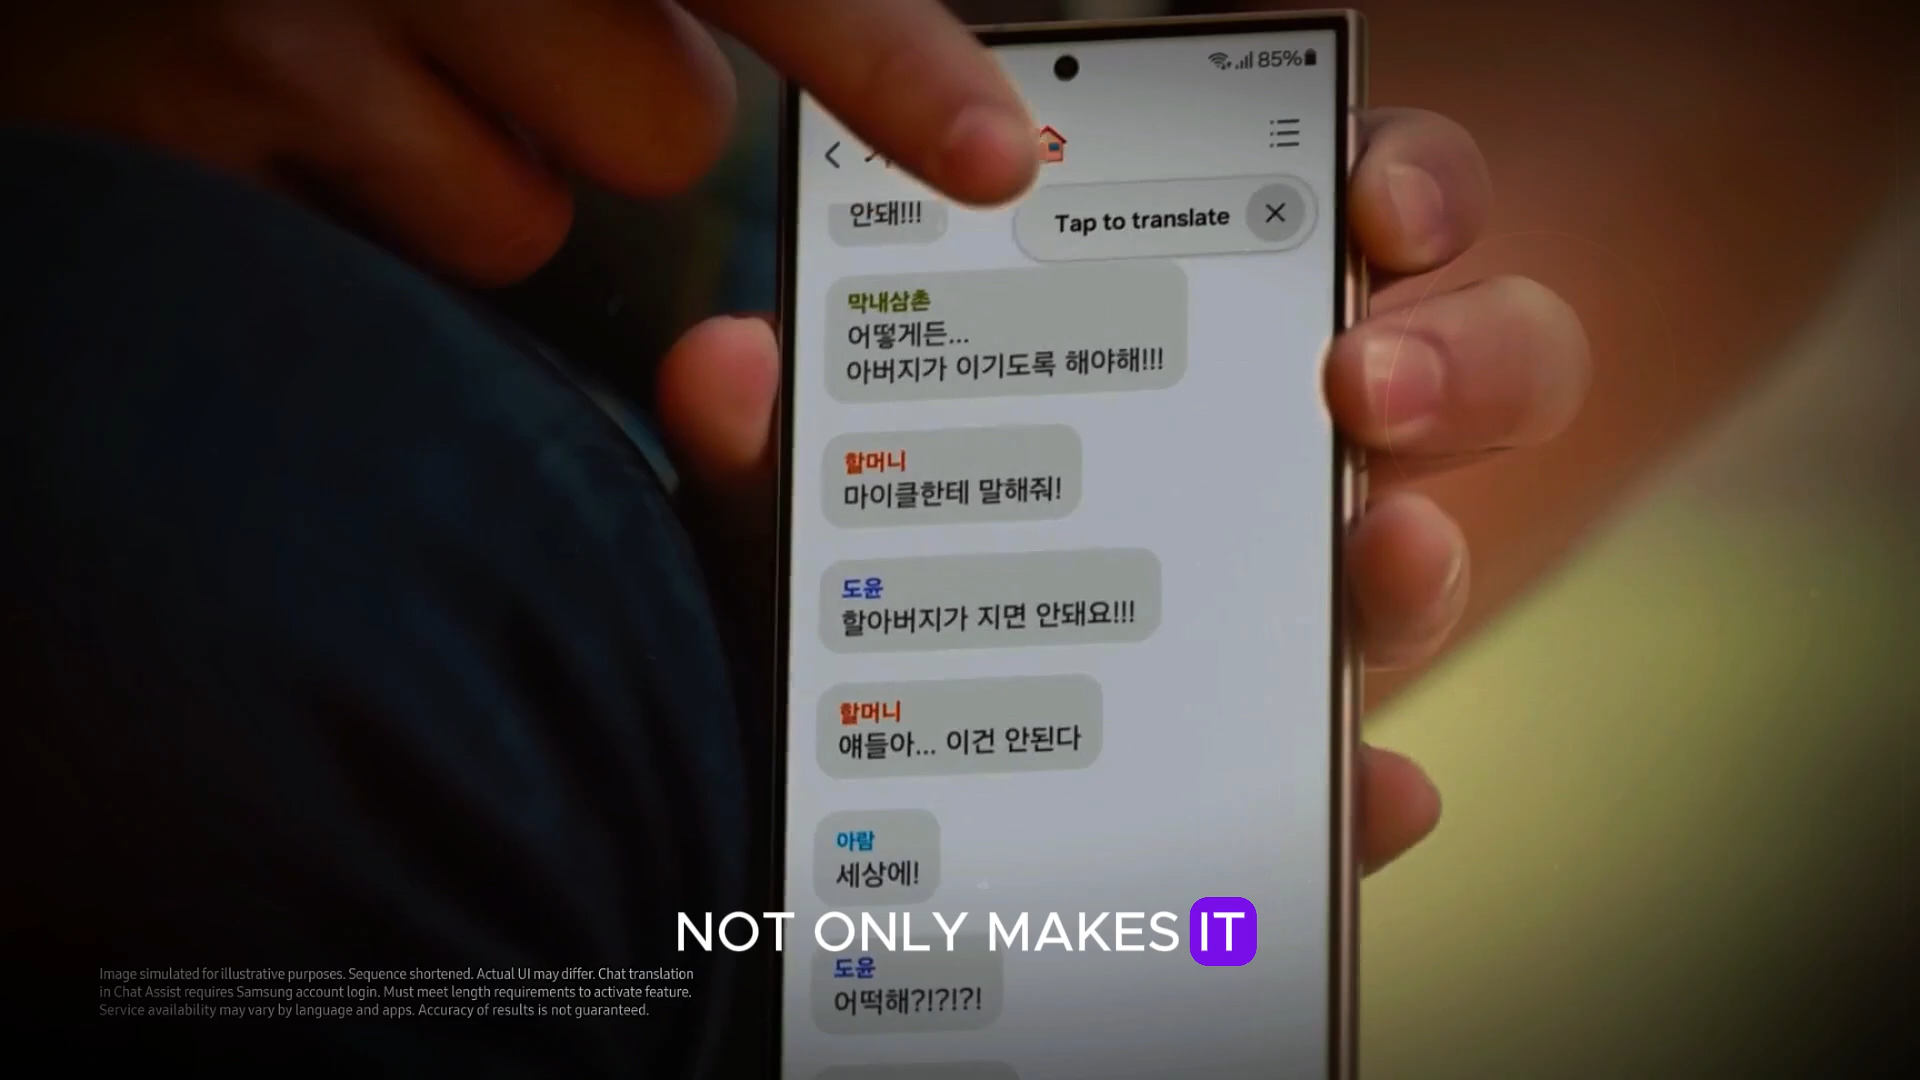 85%
안돼!!!
Tap to translate
막내삼촌
어떻게든...
아버지가 이기도록 해야해!!!
할머니
마이클한테 말해줘!
도윤
할아버지가 지면 안돼요!!!
할머니
얘들아... 이건 안된다
아람
세상에!
NOT ONLY MAKES IT
도윤
어떡해?!?!?!
Image simulated for illustrative purposes. Sequence shortened. Actual UI may differ. Chat translation
in Chat Assist requires Samsung account login. Must meet length requirements to activate feature.
Service availability may vary by language and apps. Accuracy of results is not guaranteed.